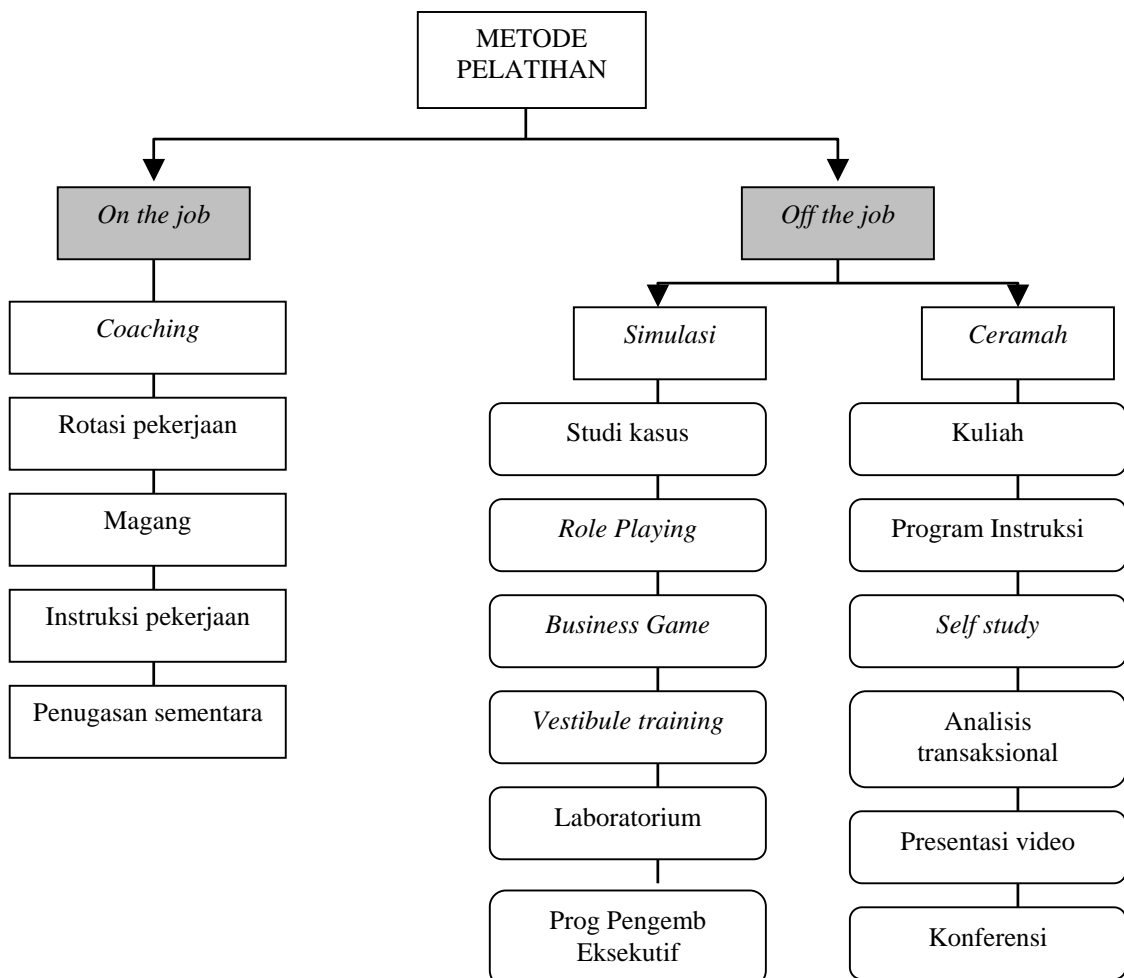 METODE
PELATIHAN
On the job
Off the job
Coaching
Rotasi pekerjaan
Magang
Instruksi pekerjaan
Penugasan sementara
Simulasi
Studi kasus
Role Playing
Business Game
Vestibule training
Laboratorium
Prog Pengemb
Eksekutif
Ceramah
Kuliah
Program Instruksi
Self study
Analisis
transaksional
Presentasi video
Konferensi